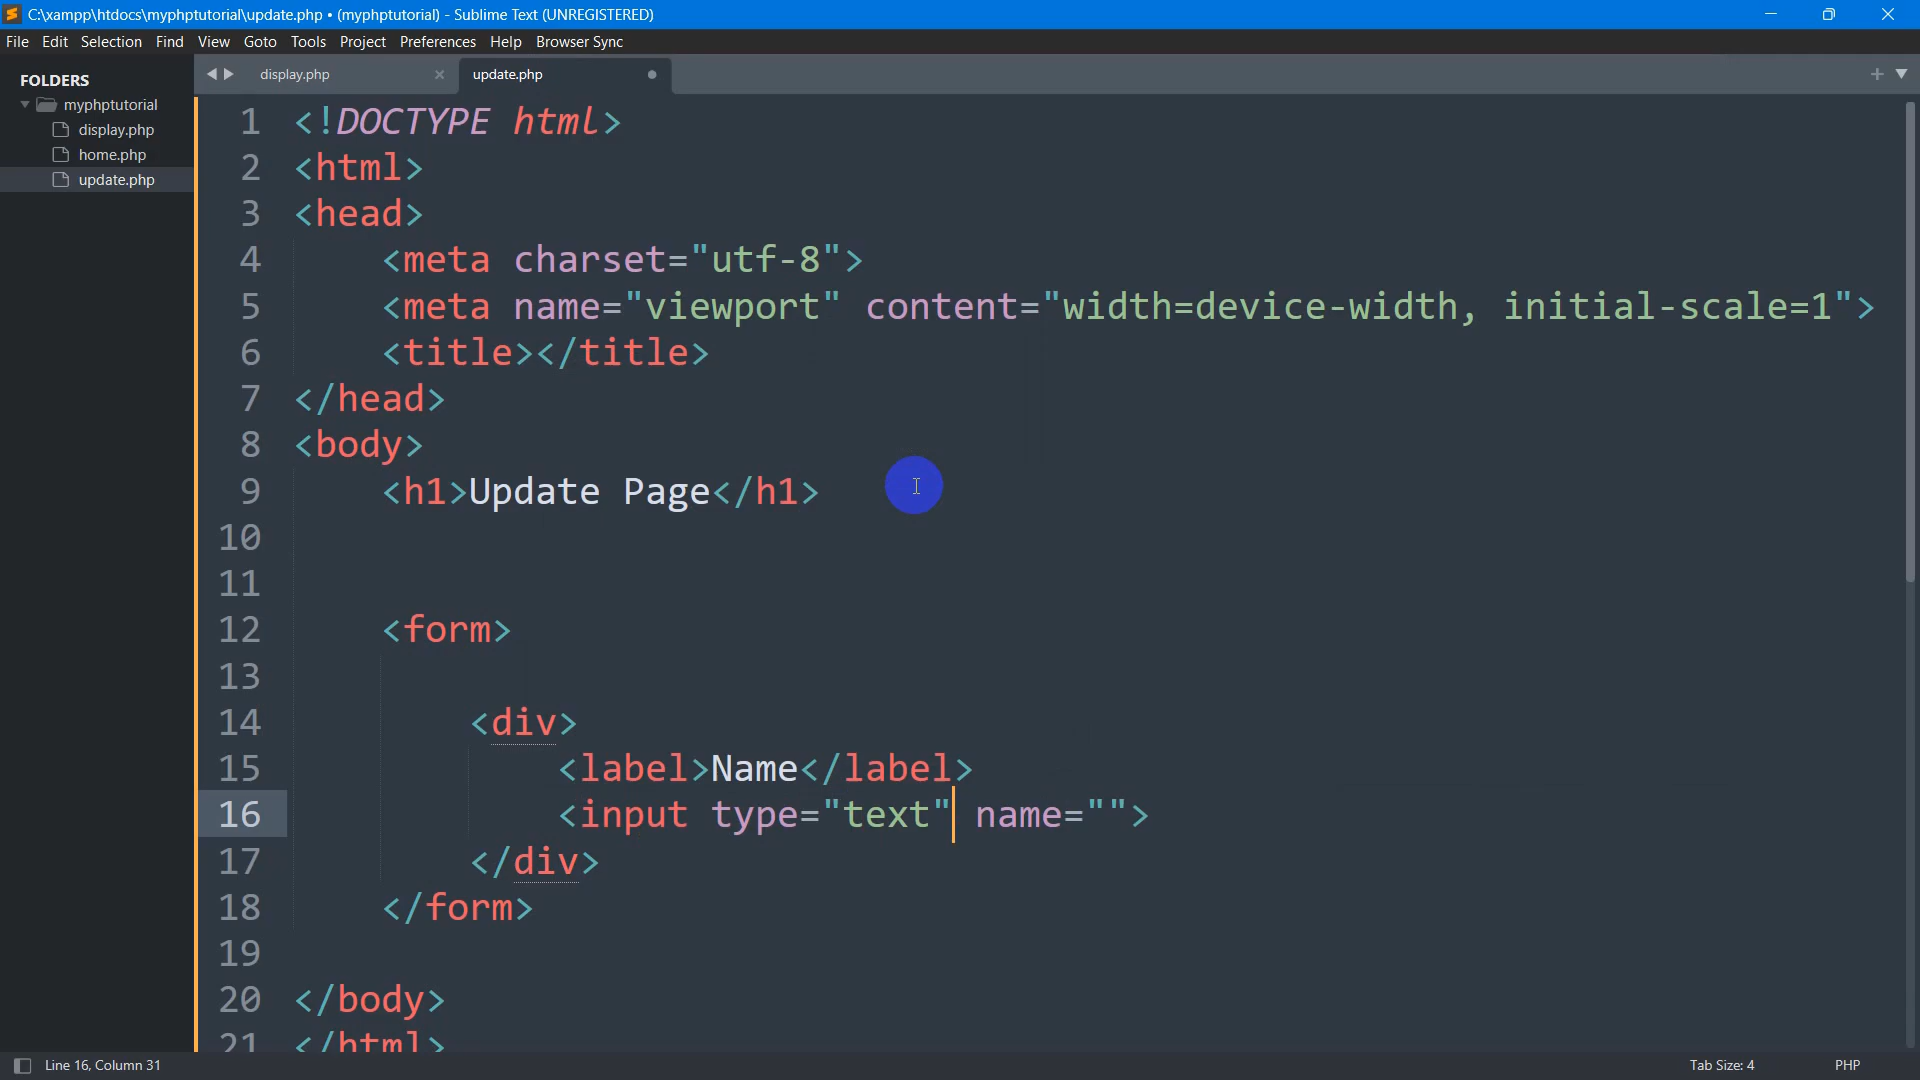 C:\xampp\htdocs\myphptutorial\update.php • (myphptutorial) - Sublime Text (UNREGISTERED)
File Edit Selection Find View Goto Tools Project Preferences Help Browser Sync
FOLDERS
myphptutorial
display.php
home.php
update.php
display.php × update.php
1 <!DOCTYPE html>
2 <html>
3 <head>
4 <meta charset="utf-8">
5 <meta name="viewport" content="width=device-width, initial-scale=1">
6 <title></title>
7 </head>
8 <body>
9 <h1>Update Page</h1>
10
11
12 <form>
13
14 <div>
15 <label>Name</label>
16 <input type="text" name="">
17 </div>
18 </form>
19
20 </body>
21 </html>
Line 16, Column 31 Tab Size: 4 PHP